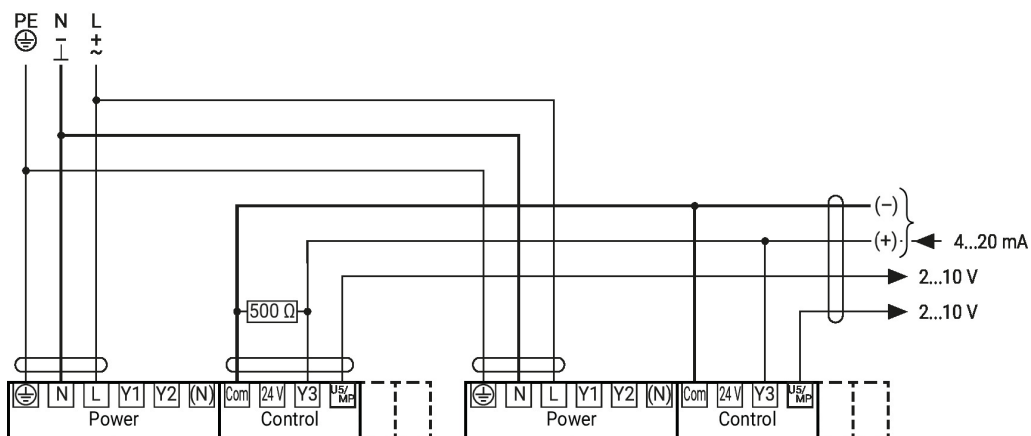 PE N L
– +
⊥ ~
(–)
(+) 4...20 mA
2...10 V
500 Ω 2...10 V
N L Y1 Y2 (N) Com 24 V Y3 U5/MP N L Y1 Y2 (N) Com 24 V Y3 U5/MP
Power Control Power Control